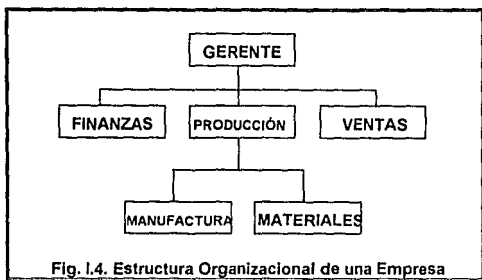 GERENTE
FINANZAS PRODUCCIÓN VENTAS
MANUFACTURA MATERIALES
Fig. I.4. Estructura Organizacional de una Empresa